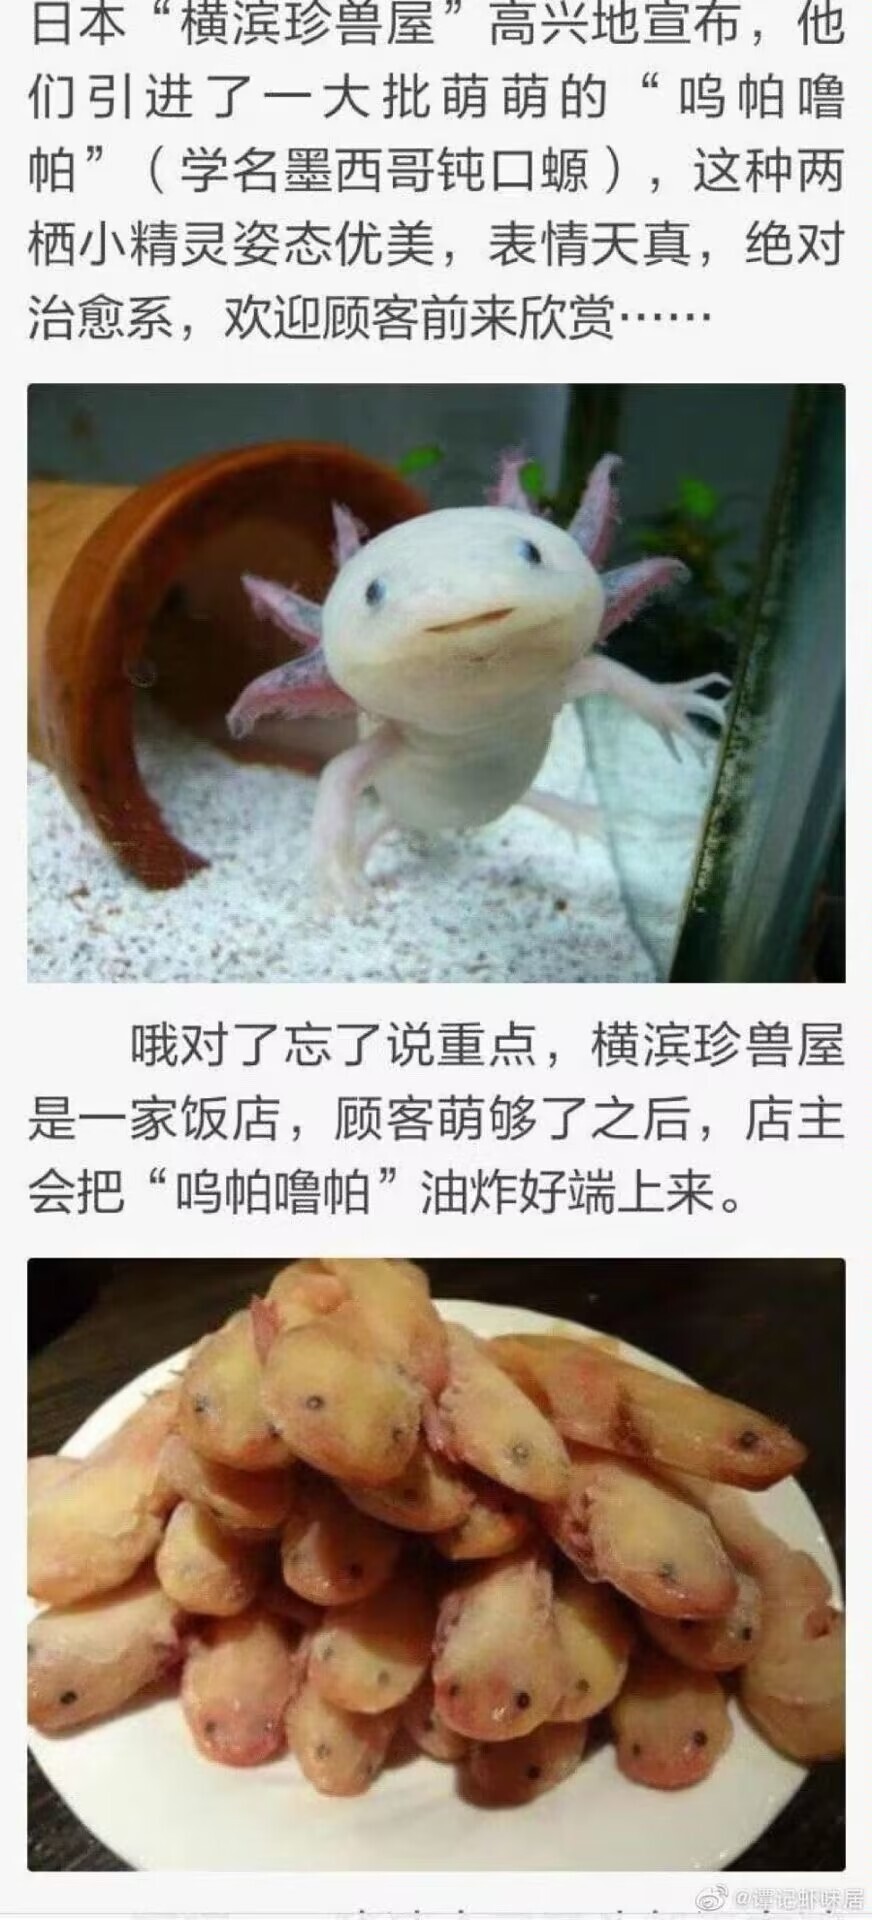 日本“横滨珍兽屋”高兴地宣布，他
们引进了一大批萌萌的“呜帕噜
帕”（学名墨西哥钝口螈），这种两
栖小精灵姿态优美，表情天真，绝对
治愈系，欢迎顾客前来欣赏……
哦对了忘了说重点，横滨珍兽屋
是一家饭店，顾客萌够了之后，店主
会把“呜帕噜帕”油炸好端上来。
@谭记虾味居